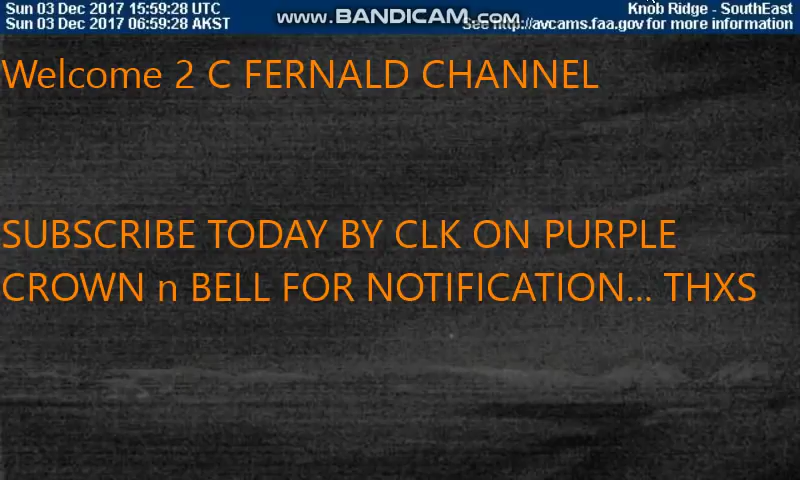 Sun 03 Dec 2017 15:59:28 UTC
Sun 03 Dec 2017 06:59:28 AKST
www.BANDICAM.com
Knob Ridge - SouthEast
See http://avcams.faa.gov for more information
Welcome 2 C FERNALD CHANNEL
SUBSCRIBE TODAY BY CLK ON PURPLE
CROWN n BELL FOR NOTIFICATION... THXS